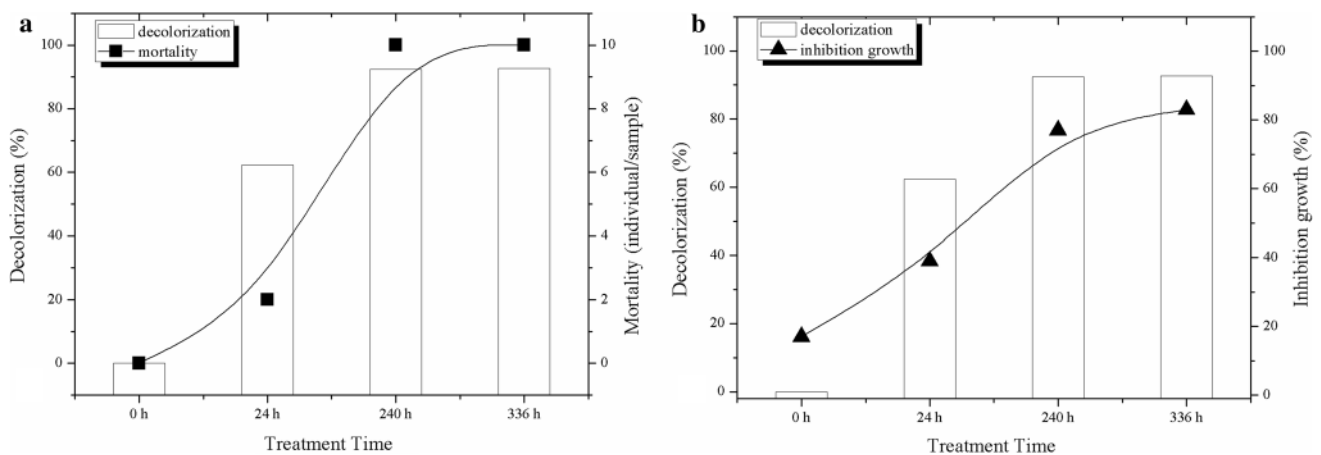 a
decolorization
mortality
100
80
60
40
20
0
Decolorization (%)
10
8
6
4
2
0
Mortality (individual/sample)
0 h
24 h
240 h
336 h
Treatment Time
b
decolorization
inhibition growth
100
80
60
40
20
0
Decolorization (%)
100
80
60
40
20
0
Inhibition growth (%)
0 h
24 h
240 h
336 h
Treatment Time